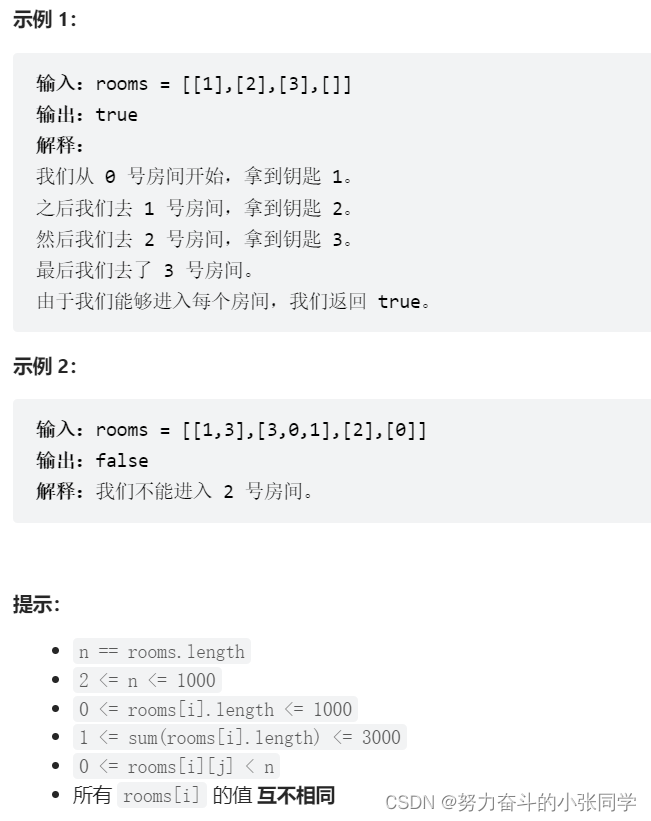 示例 1：
输入：rooms = [[1],[2],[3],[]]
输出：true
解释：
我们从 0 号房间开始，拿到钥匙 1。
之后我们去 1 号房间，拿到钥匙 2。
然后我们去 2 号房间，拿到钥匙 3。
最后我们去了 3 号房间。
由于我们能够进入每个房间，我们返回 true。
示例 2：
输入：rooms = [[1,3],[3,0,1],[2],[0]]
输出：false
解释：我们不能进入 2 号房间。
提示：
n == rooms.length
2 <= n <= 1000
0 <= rooms[i].length <= 1000
1 <= sum(rooms[i].length) <= 3000
0 <= rooms[i][j] < n
所有 rooms[i] 的值 互不相同
CSDN @努力奋斗的小张同学